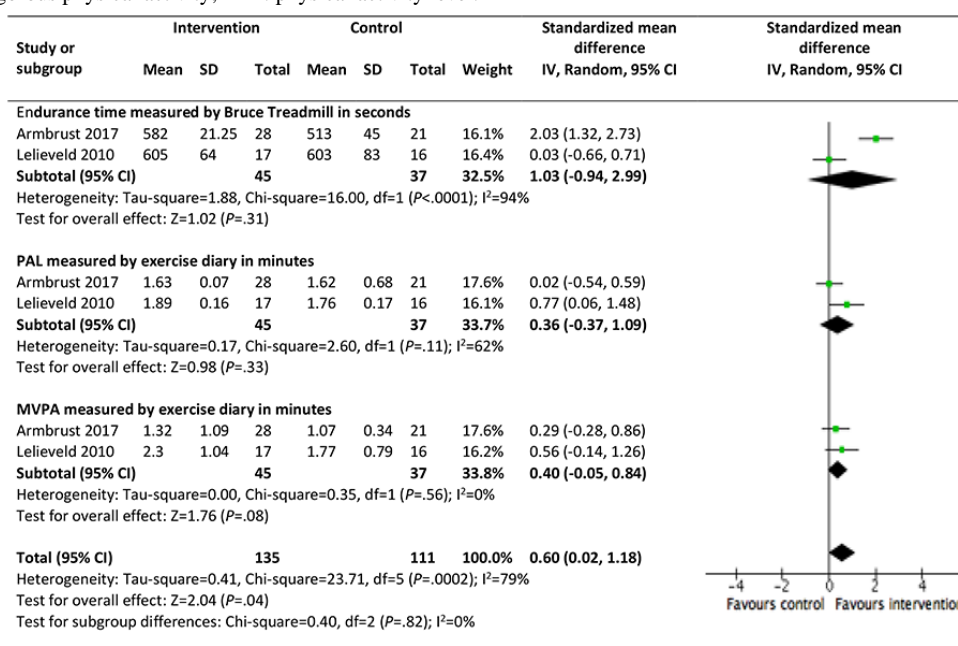 Intervention Control Standardized mean difference Standardized mean difference
Study or subgroup Mean SD Total Mean SD Total Weight IV, Random, 95% CI IV, Random, 95% CI
Endurance time measured by Bruce Treadmill in seconds
Armbrust 2017 582 21.25 28 513 45 21 16.1% 2.03 (1.32, 2.73)
Lelieveld 2010 605 64 17 603 83 16 16.4% 0.03 (-0.66, 0.71)
Subtotal (95% CI) 45 37 32.5% 1.03 (-0.94, 2.99)
Heterogeneity: Tau-square=1.88, Chi-square=16.00, df=1 (P<.0001); I²=94%
Test for overall effect: Z=1.02 (P=.31)
PAL measured by exercise diary in minutes
Armbrust 2017 1.63 0.07 28 1.62 0.68 21 17.6% 0.02 (-0.54, 0.59)
Lelieveld 2010 1.89 0.16 17 1.76 0.17 16 16.1% 0.77 (0.06, 1.48)
Subtotal (95% CI) 45 37 33.7% 0.36 (-0.37, 1.09)
Heterogeneity: Tau-square=0.17, Chi-square=2.60, df=1 (P=.11); I²=62%
Test for overall effect: Z=0.98 (P=.33)
MVPA measured by exercise diary in minutes
Armbrust 2017 1.32 1.09 28 1.07 0.34 21 17.6% 0.29 (-0.28, 0.86)
Lelieveld 2010 2.3 1.04 17 1.77 0.79 16 16.2% 0.56 (-0.14, 1.26)
Subtotal (95% CI) 45 37 33.8% 0.40 (-0.05, 0.84)
Heterogeneity: Tau-square=0.00, Chi-square=0.35, df=1 (P=.56); I²=0%
Test for overall effect: Z=1.76 (P=.08)
Total (95% CI) 135 111 100.0% 0.60 (0.02, 1.18)
Heterogeneity: Tau-square=0.41, Chi-square=23.71, df=5 (P=.0002); I²=79%
Test for overall effect: Z=2.04 (P=.04)
Test for subgroup differences: Chi-square=0.40, df=2 (P=.82); I²=0%
-4 -2 0 2 4
Favours control Favours interventio